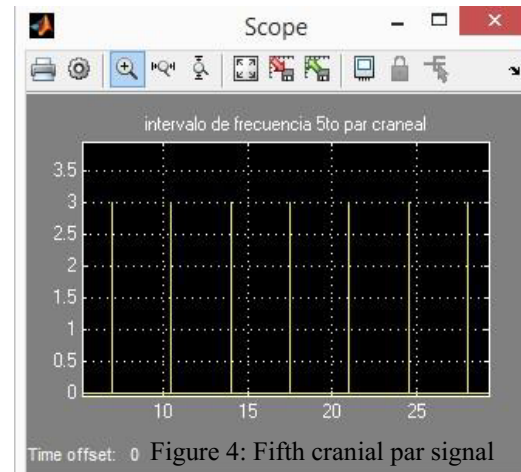 Scope
intervalo de frecuencia 5to par craneal
3.5
3
2.5
2
1.5
1
0.5
0
10 15 20 25
Time offset: 0 Figure 4: Fifth cranial par signal